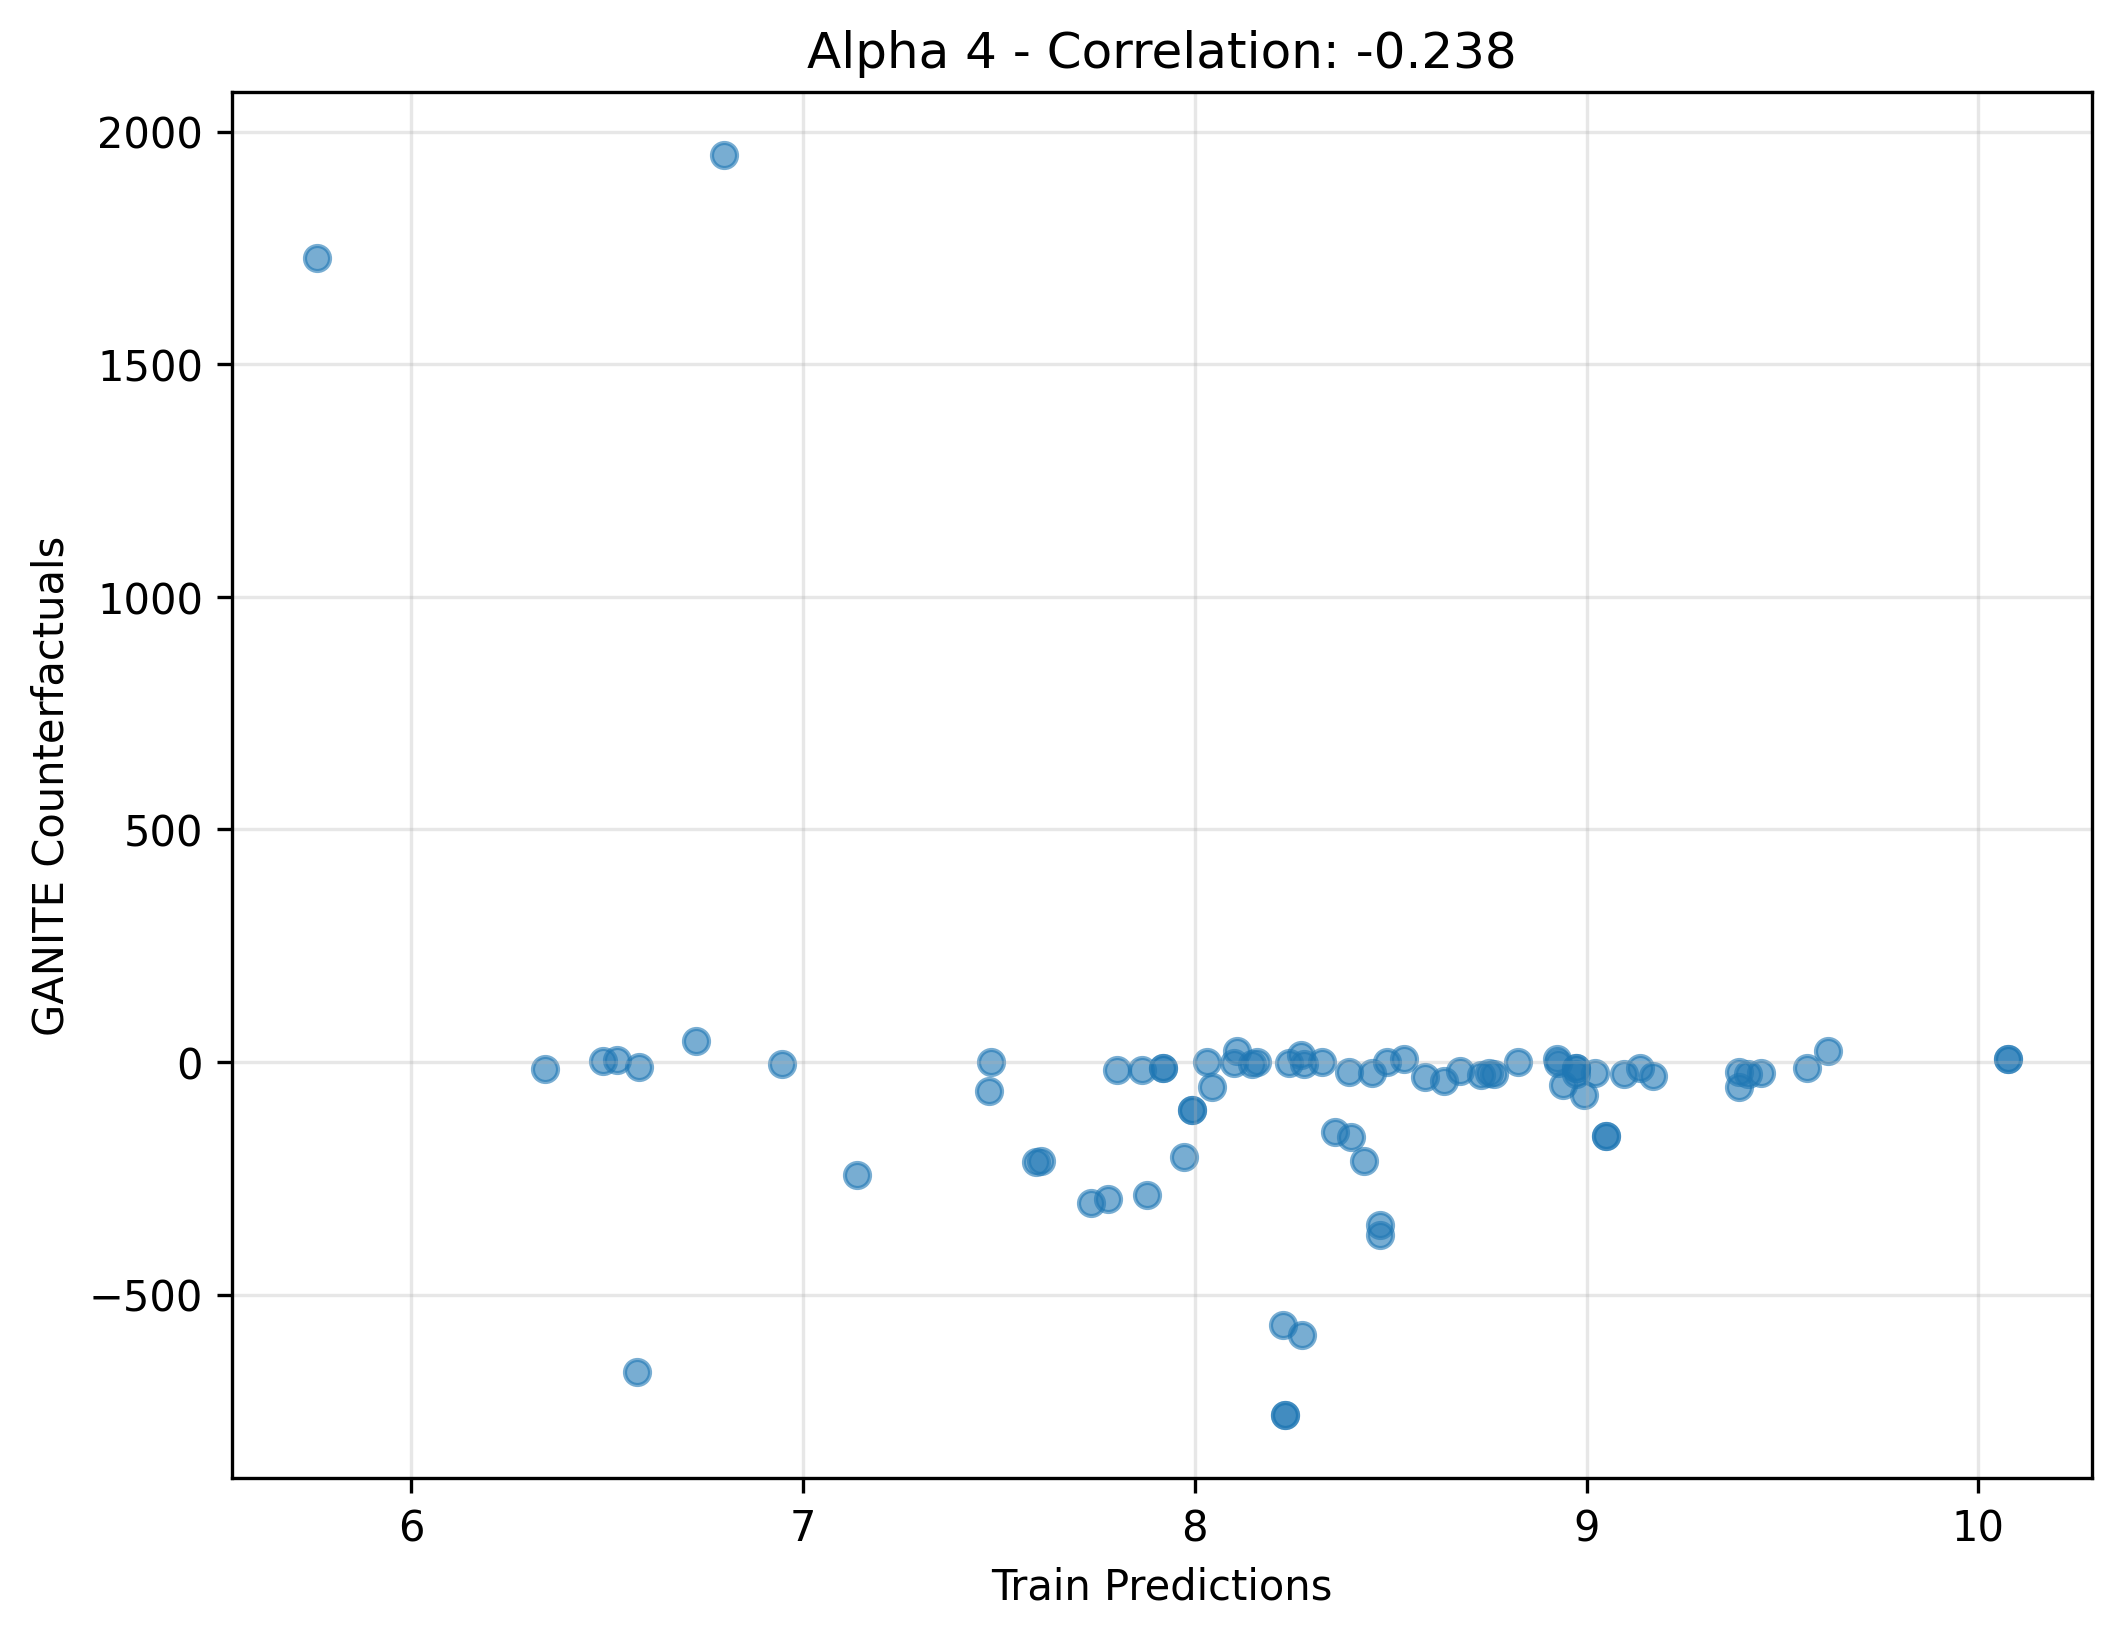 Alpha 4 - Correlation: -0.238
GANITE Counterfactuals
2000
1500
1000
500
0
−500
6 7 8 9 10
Train Predictions